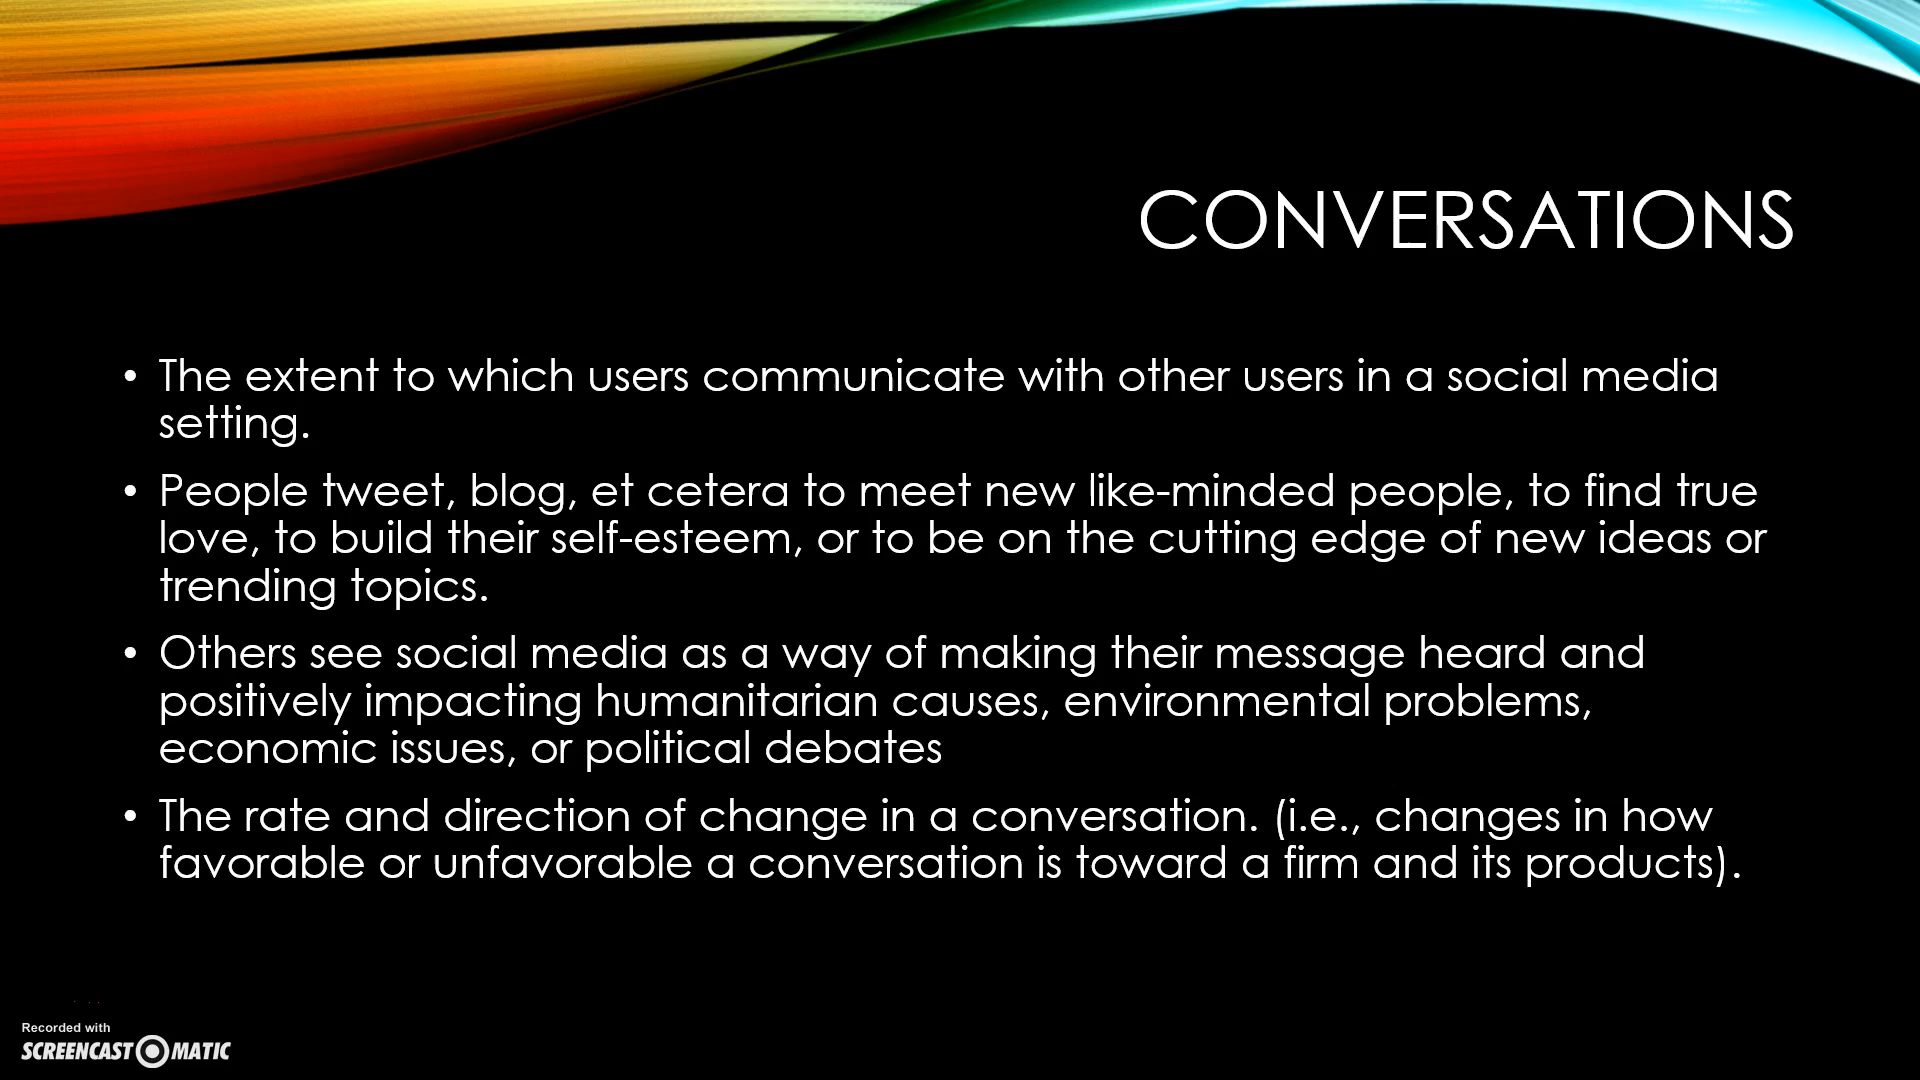 CONVERSATIONS
• The extent to which users communicate with other users in a social media
setting.
• People tweet, blog, et cetera to meet new like-minded people, to find true
love, to build their self-esteem, or to be on the cutting edge of new ideas or
trending topics.
• Others see social media as a way of making their message heard and
positively impacting humanitarian causes, environmental problems,
economic issues, or political debates
• The rate and direction of change in a conversation. (i.e., changes in how
favorable or unfavorable a conversation is toward a firm and its products).
Recorded with
SCREENCAST MATIC